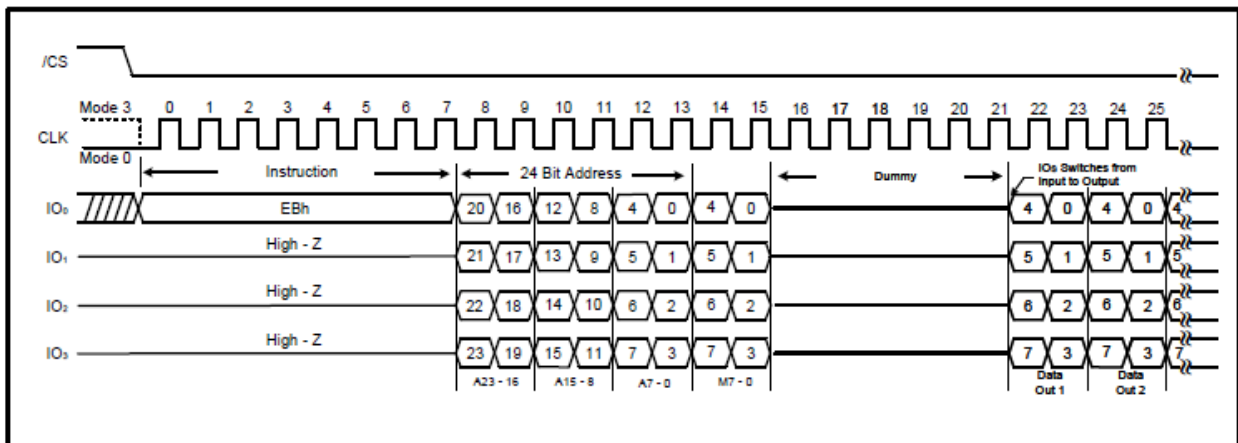 /CS
Mode 3 0 1 2 3 4 5 6 7 8 9 10 11 12 13 14 15 16 17 18 19 20 21 22 23 24 25
CLK
Mode 0
Instruction 24 Bit Address Dummy IOs Switches from
Input to Output
IO₀ EBh 20 16 12 8 4 0 4 0 4 0 4 0 4
High - Z
IO₁ 21 17 13 9 5 1 5 1 5 1 5 1 5
High - Z
IO₂ 22 18 14 10 6 2 6 2 6 2 6 2 6
High - Z
IO₃ 23 19 15 11 7 3 7 3 7 3 7 3 7
A23 - 16 A15 - 8 A7 - 0 M7 - 0 Data Data
Out 1 Out 2